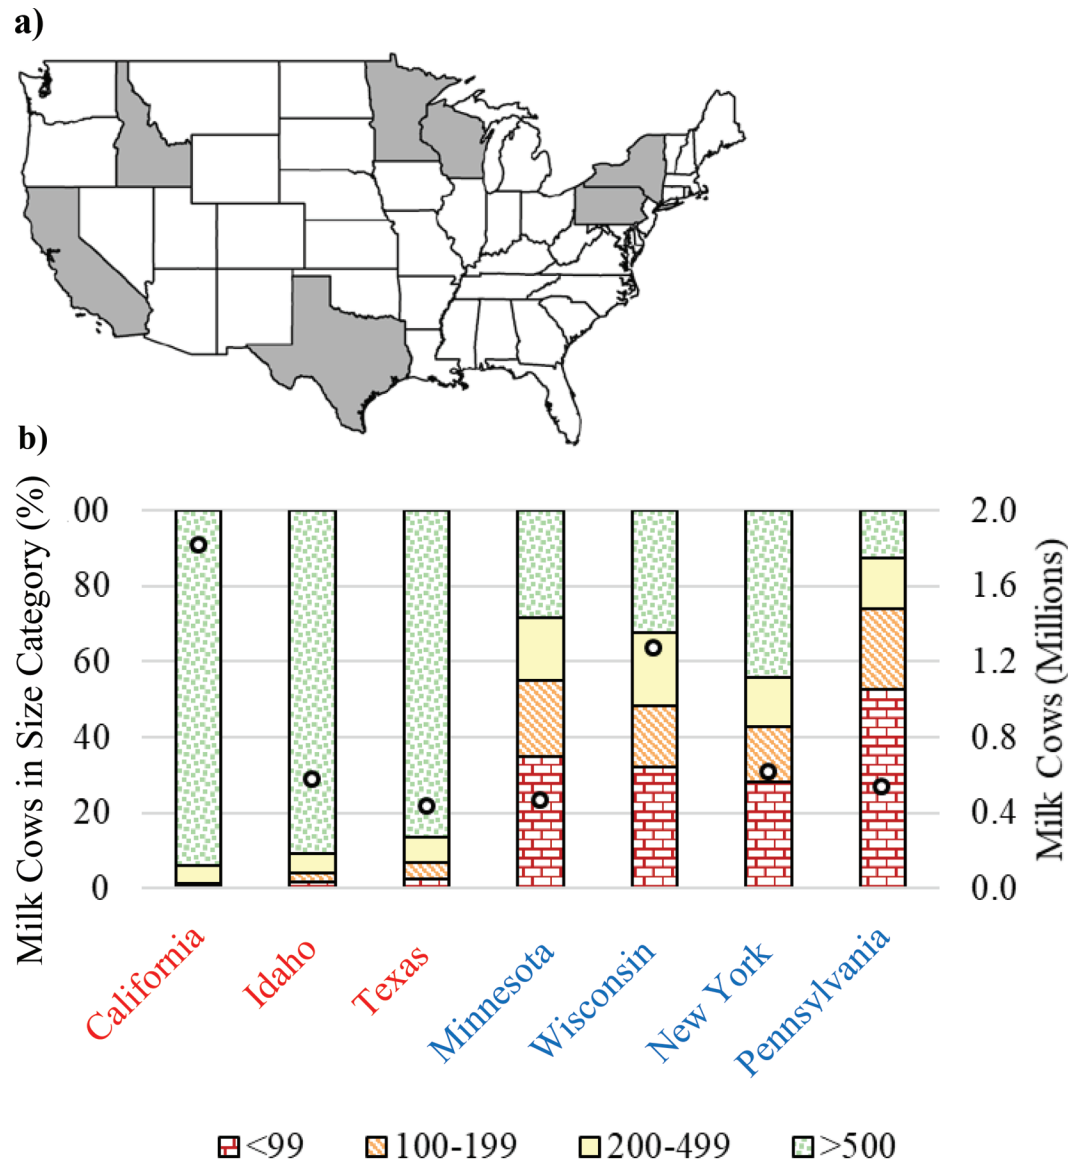 a)
b)
Milk Cows in Size Category (%)
00 2.0
80 1.6
60 1.2
40 0.8
20 0.4
0 0.0
Milk Cows (Millions)
California Idaho Texas Minnesota Wisconsin New York Pennsylvania
<99 100-199 200-499 >500